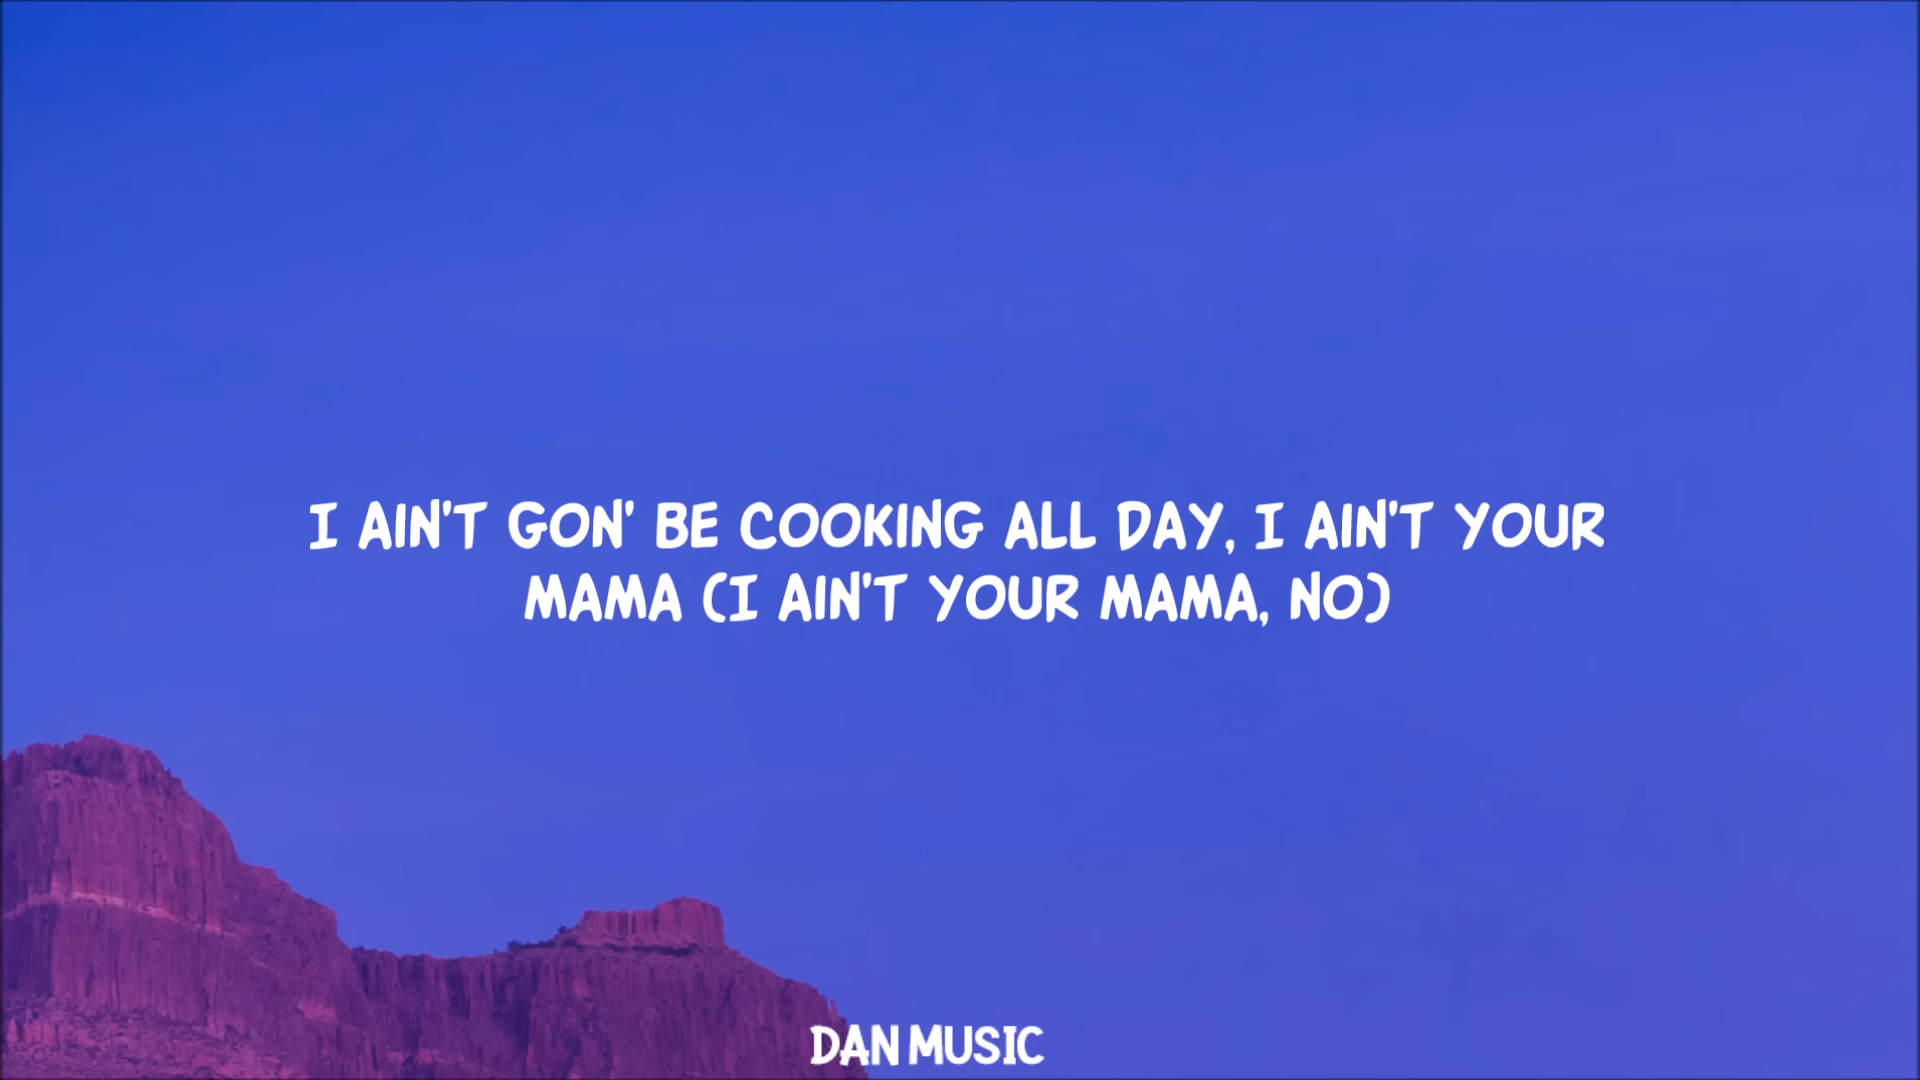 I AIN'T GON' BE COOKING ALL DAY, I AIN'T YOUR
MAMA (I AIN'T YOUR MAMA, NO)
DAN MUSIC